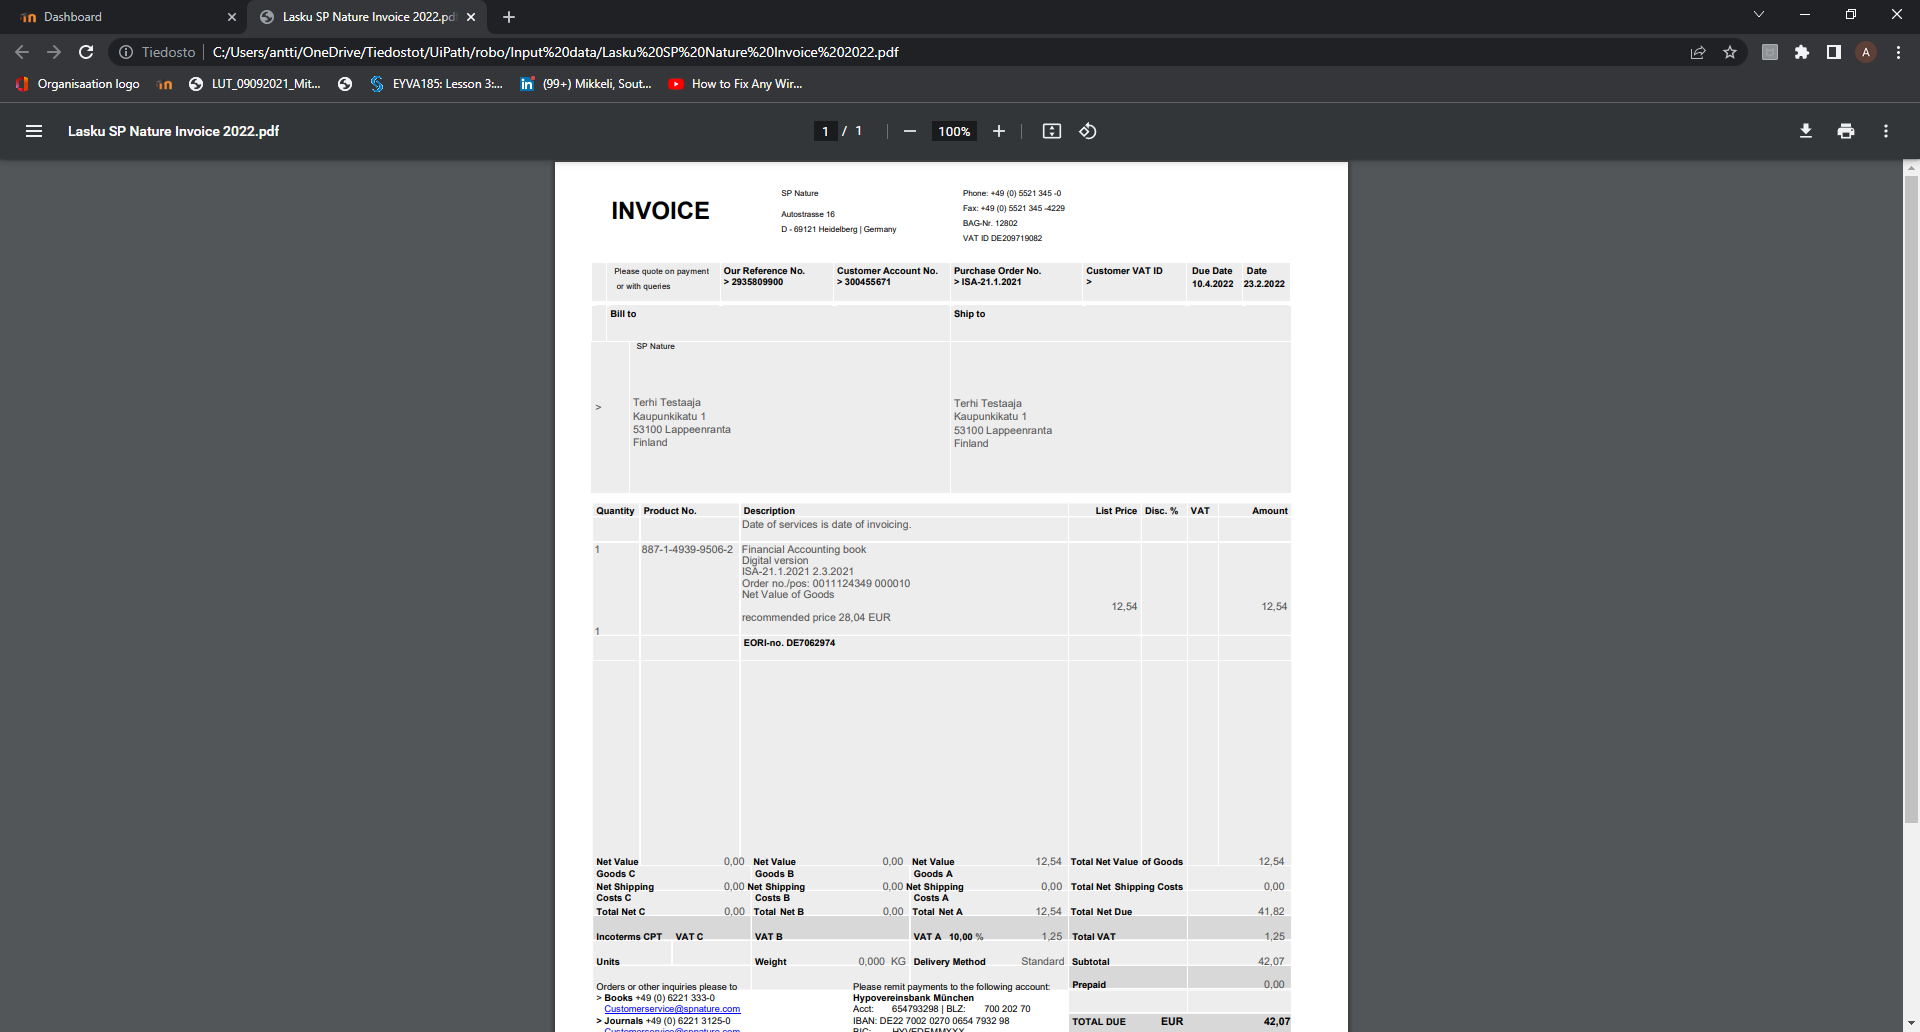 Dashboard
Lasku SP Nature Invoice 2022.pd
Tiedosto
C:/Users/antti/OneDrive/Tiedostot/UiPath/robo/Input%20data/Lasku%20SP%20Nature%20Invoice%202022.pdf
A
Organisaation logo
LUT_09092021_Mit...
EYVA185: Lesson 3:...
(99+) Mikkeli, Sout...
How to Fix Any Wir...
Lasku SP Nature Invoice 2022.pdf
1 / 1
100%
INVOICE
SP Nature
Autostrasse 16
D - 69121 Heidelberg | Germany
Phone: +49 (0) 5521 345 -0
Fax: +49 (0) 5521 345 -4229
BAG-Nr. 12802
VAT ID DE209719082
Please quote on payment
or with queries
Our Reference No.
> 2935809900
Customer Account No.
> 300455671
Purchase Order No.
> ISA-21.1.2021
Customer VAT ID
>
Due Date
10.4.2022
Date
23.2.2022
Bill to
Ship to
SP Nature
>
Terhi Testaaja
Kaupunkikatu 1
53100 Lappeenranta
Finland
Terhi Testaaja
Kaupunkikatu 1
53100 Lappeenranta
Finland
Quantity Product No. Description List Price Disc. % VAT Amount
Date of services is date of invoicing.
1 887-1-4939-9506-2 Financial Accounting book
Digital version
ISA-21.1.2021 2.3.2021
Order no./pos: 0011124349 000010
Net Value of Goods
12,54 12,54
recommended price 28,04 EUR
1
EORI-no. DE7062974
Net Value 0,00 Net Value 0,00 Net Value 12,54 Total Net Value of Goods 12,54
Goods C Goods B Goods A
Net Shipping 0,00 Net Shipping 0,00 Net Shipping 0,00 Total Net Shipping Costs 0,00
Costs C Costs B Costs A
Total Net C 0,00 Total Net B 0,00 Total Net A 12,54 Total Net Due 41,82
Incoterms CPT VAT C VAT B VAT A 10,00 % 1,25 Total VAT 1,25
Units Weight 0,000 KG Delivery Method Standard Subtotal 42,07
Prepaid 0,00
Orders or other inquiries please to
> Books +49 (0) 6221 333-0
Customerservice@spnature.com
> Journals +49 (0) 6221 3125-0
Customerservice@spnature.com
Please remit payments to the following account:
Hypovereinsbank München
Acct: 654793298 | BLZ: 700 202 70
IBAN: DE22 7002 0270 0654 7932 98
BIC: HYVEDEMMXXX
TOTAL DUE EUR 42,07